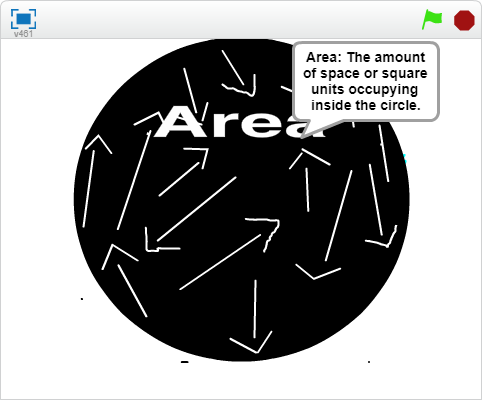 v461
Area: The amount
of space or square
units occupying
inside the circle.
Area